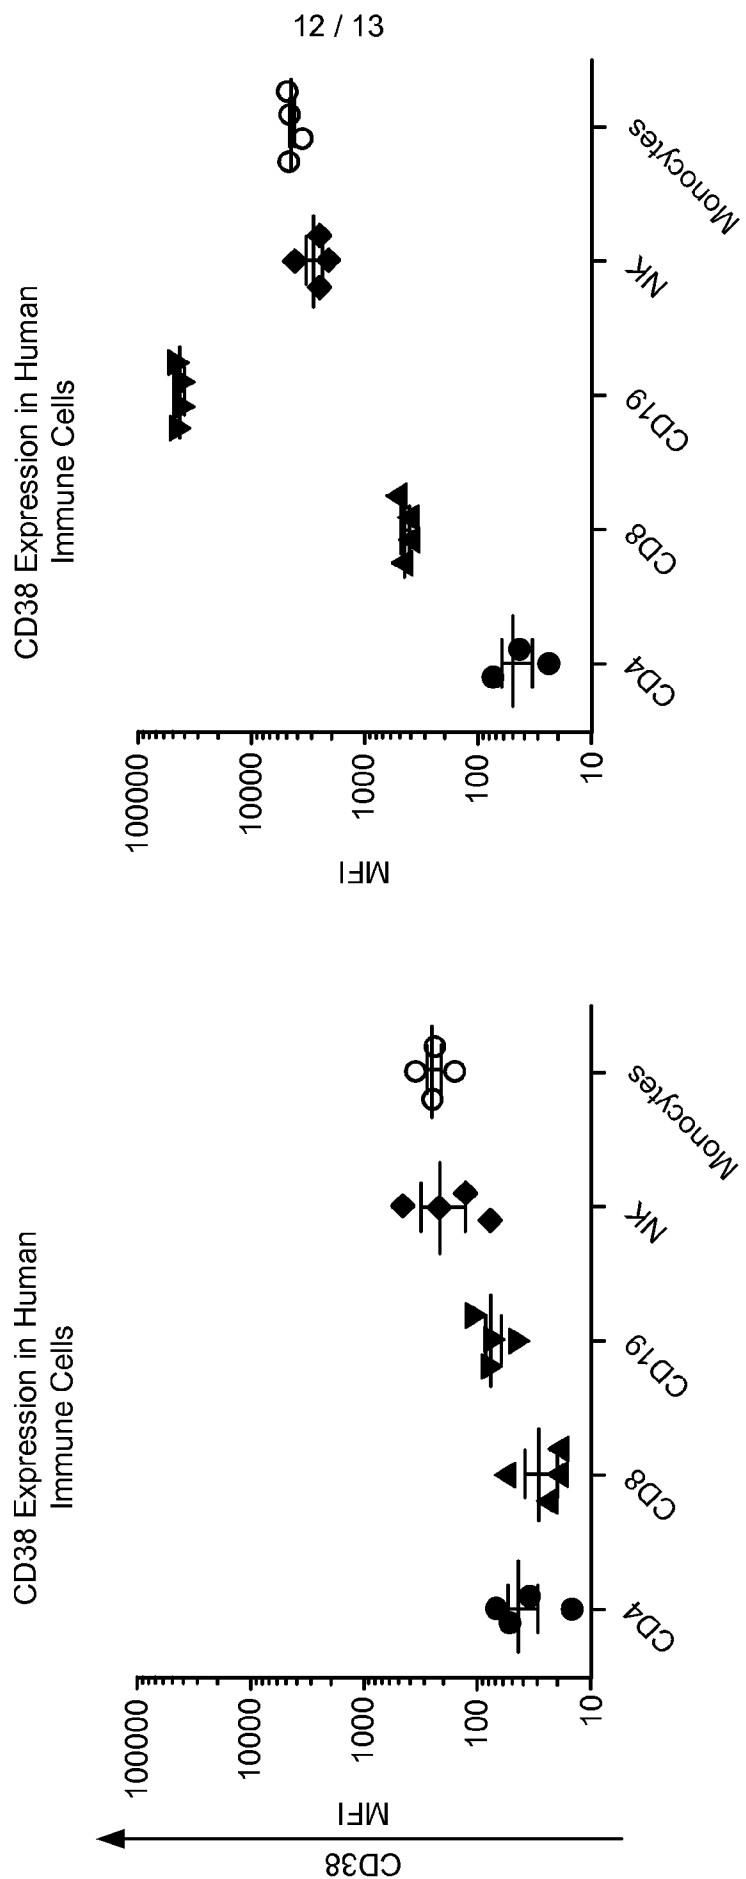 12 / 13
CD38 Expression in Human
Immune Cells
CD38
MFI
100000
10000
1000
100
10
CD4
CD8
CD19
NK
Monocytes
CD38 Expression in Human
Immune Cells
MFI
100000
10000
1000
100
10
CD4
CD8
CD19
NK
Monocytes